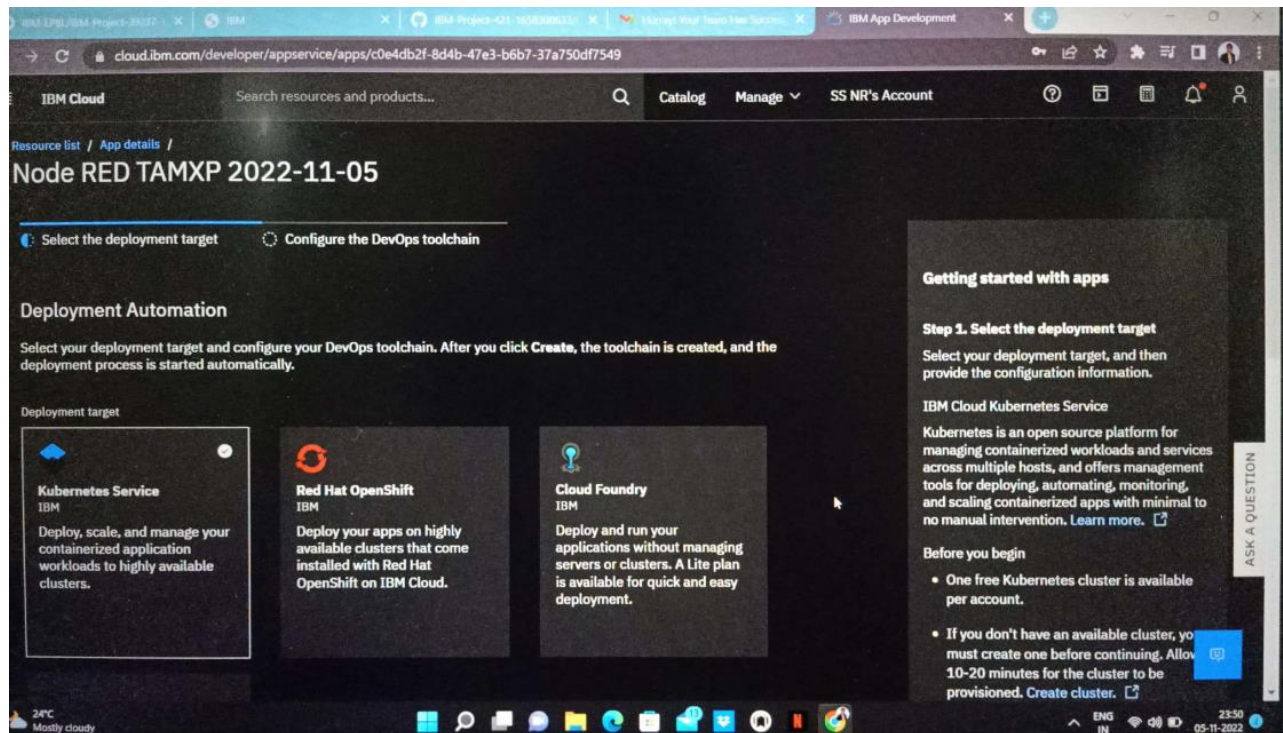 IBM
IBM App Development
cloud.ibm.com/developer/appservice/apps/c0e4db2f-8d4b-47e3-b6b7-37a750df7549
IBM Cloud
Search resources and products...
Catalog
Manage
SS NR's Account
Resource list / App details /
Node RED TAMXP 2022-11-05
Select the deployment target
Configure the DevOps toolchain
Deployment Automation
Select your deployment target and configure your DevOps toolchain. After you click Create, the toolchain is created, and the
deployment process is started automatically.
Deployment target
Kubernetes Service
IBM
Deploy, scale, and manage your
containerized application
workloads to highly available
clusters.
Red Hat OpenShift
IBM
Deploy your apps on highly
available clusters that come
installed with Red Hat
OpenShift on IBM Cloud.
Cloud Foundry
IBM
Deploy and run your
applications without managing
servers or clusters. A Lite plan
is available for quick and easy
deployment.
Getting started with apps
Step 1. Select the deployment target
Select your deployment target, and then
provide the configuration information.
IBM Cloud Kubernetes Service
Kubernetes is an open source platform for
managing containerized workloads and services
across multiple hosts, and offers management
tools for deploying, automating, monitoring,
and scaling containerized apps with minimal to
no manual intervention. Learn more.
Before you begin
• One free Kubernetes cluster is available
per account.
• If you don't have an available cluster, yo
must create one before continuing. Allow
10-20 minutes for the cluster to be
provisioned. Create cluster.
ASK A QUESTION
24°C
Mostly cloudy
13
N
ENG
IN
23:50
05-11-2022